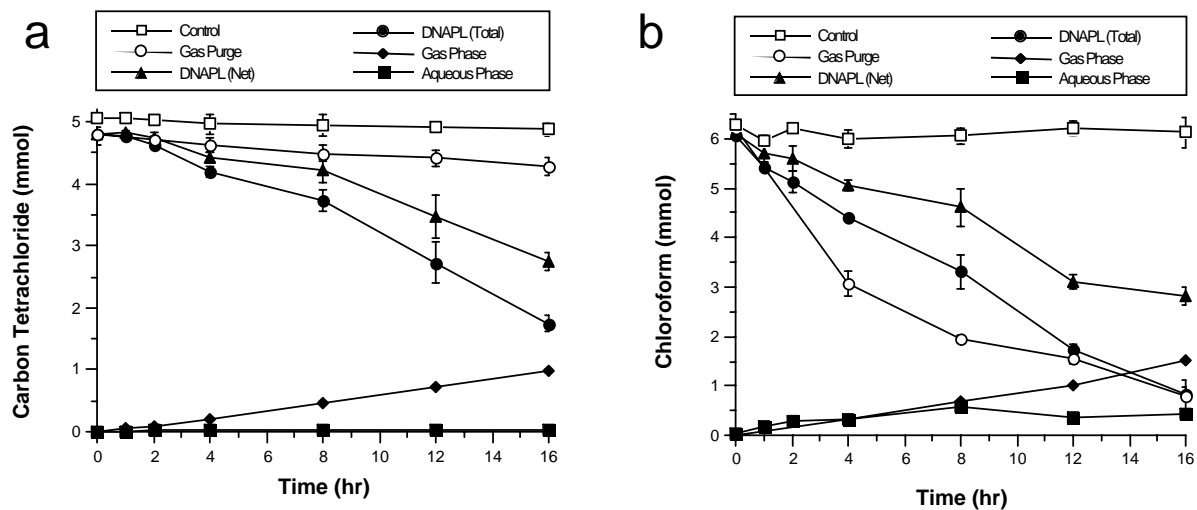 a
Control
Gas Purge
DNAPL (Net)
DNAPL (Total)
Gas Phase
Aqueous Phase
Carbon Tetrachloride (mmol)
5
4
3
2
1
0
0 2 4 6 8 10 12 14 16
Time (hr)
b
Control
Gas Purge
DNAPL (Net)
DNAPL (Total)
Gas Phase
Aqueous Phase
Chloroform (mmol)
6
5
4
3
2
1
0
0 2 4 6 8 10 12 14 16
Time (hr)